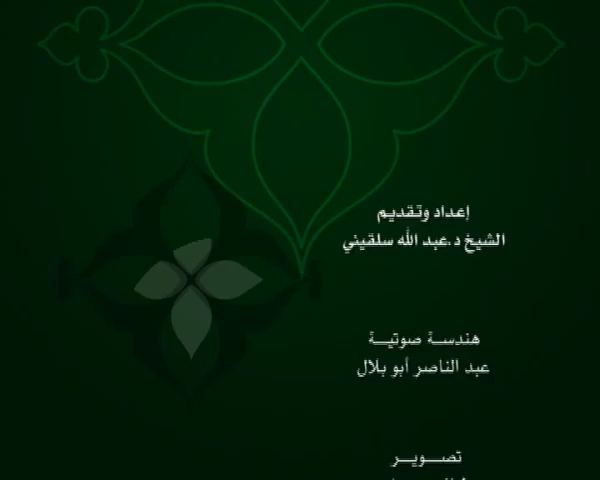 إعداد وتقديم
الشيخ د.عبد الله سلقيني
هندسة صوتية
عبد الناصر أبو بلال
تصوير